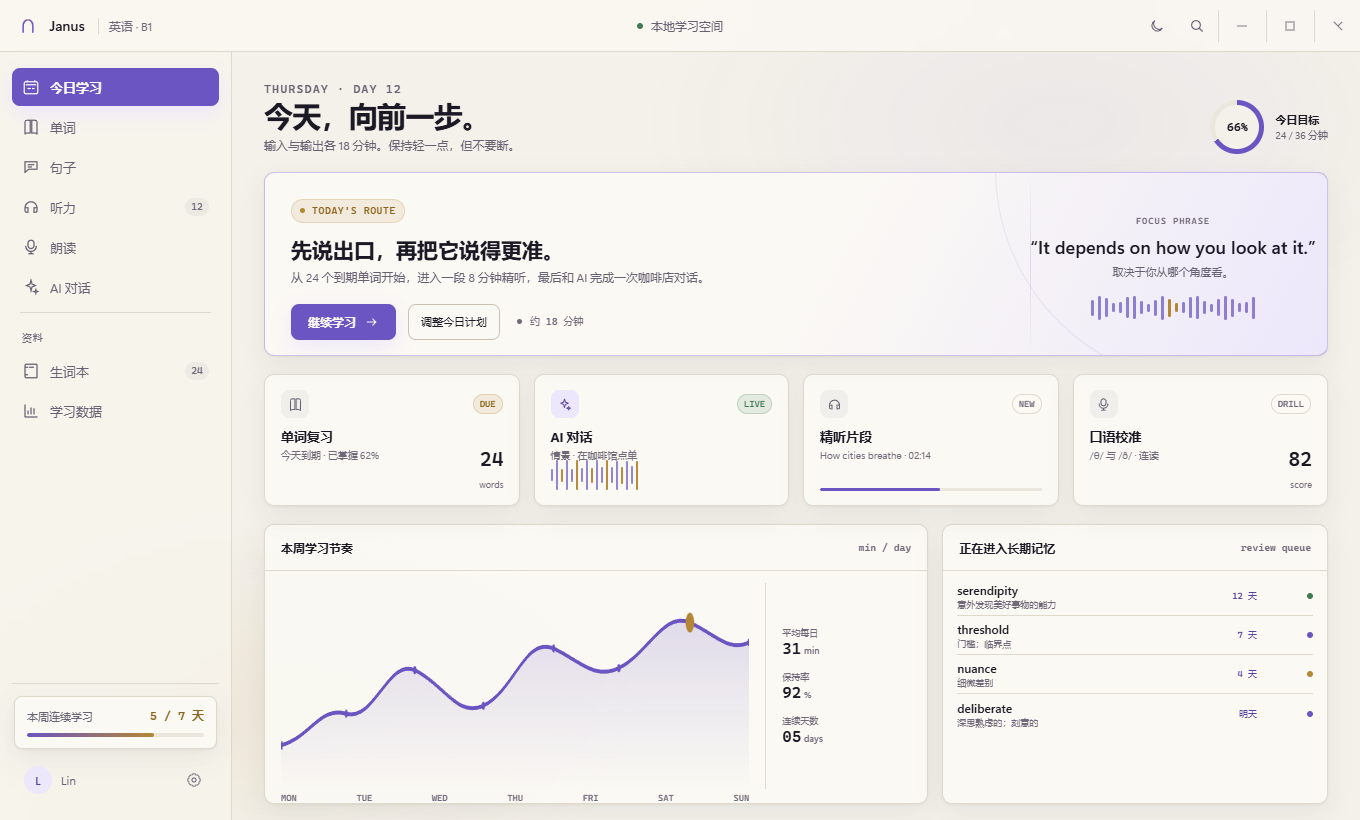 Janus
英语 · B1
本地学习空间
今日学习
单词
句子
听力
12
朗读
AI 对话
资料
生词本
24
学习数据
本周连续学习
5 / 7 天
L
Lin
THURSDAY · DAY 12
今天，向前一步。
输入与输出各 18 分钟。保持轻一点，但不要断。
66%
今日目标
24 / 36 分钟
TODAY'S ROUTE
先说出口，再把它说得更准。
从 24 个到期单词开始，进入一段 8 分钟精听，最后和 AI 完成一次咖啡店对话。
继续学习
调整今日计划
约 18 分钟
FOCUS PHRASE
“It depends on how you look at it.”
取决于你从哪个角度看。
DUE
单词复习
今天到期 · 已掌握 62%
24
words
LIVE
AI 对话
情景 · 在咖啡馆点单
NEW
精听片段
How cities breathe · 02:14
DRILL
口语校准
/θ/ 与 /ð/ · 连读
82
score
本周学习节奏
min / day
平均每日
31 min
保持率
92 %
连续天数
05 days
MON
TUE
WED
THU
FRI
SAT
SUN
正在进入长期记忆
review queue
serendipity
意外发现美好事物的能力
12 天
threshold
门槛；临界点
7 天
nuance
细微差别
4 天
deliberate
深思熟虑的；刻意的
明天